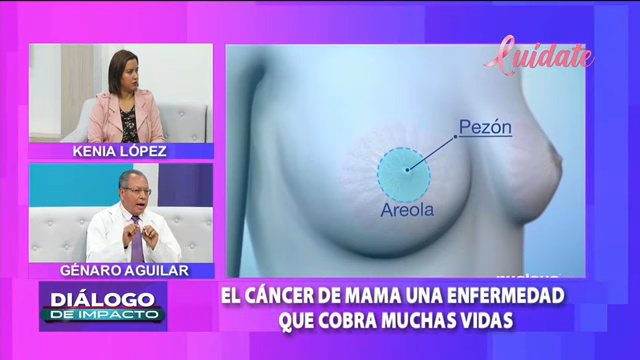 Cuídate
Pezón
Areola
KENIA LÓPEZ
GÉNARO AGUILAR
DIÁLOGO
DE IMPACTO
EL CÁNCER DE MAMA UNA ENFERMEDAD
QUE COBRA MUCHAS VIDAS